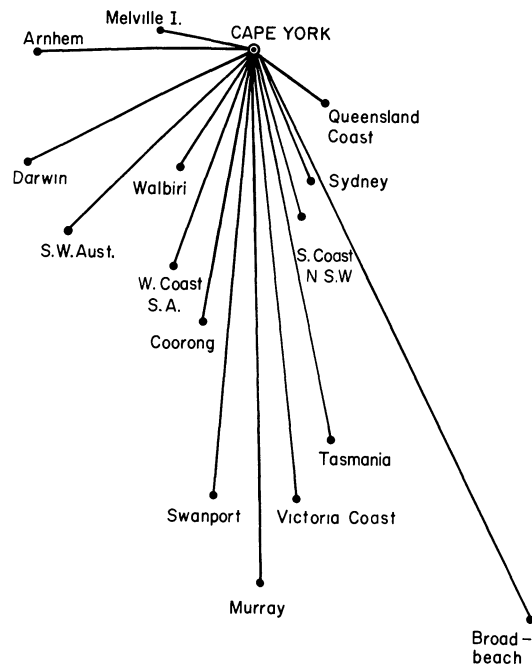 Melville I.
CAPE YORK
Arnhem
Queensland
Coast
Darwin
Walbiri
Sydney
S.W. Aust.
S. Coast
N S.W
W. Coast
S.A.
Coorong
Tasmania
Swanport
Victoria Coast
Murray
Broad-
beach